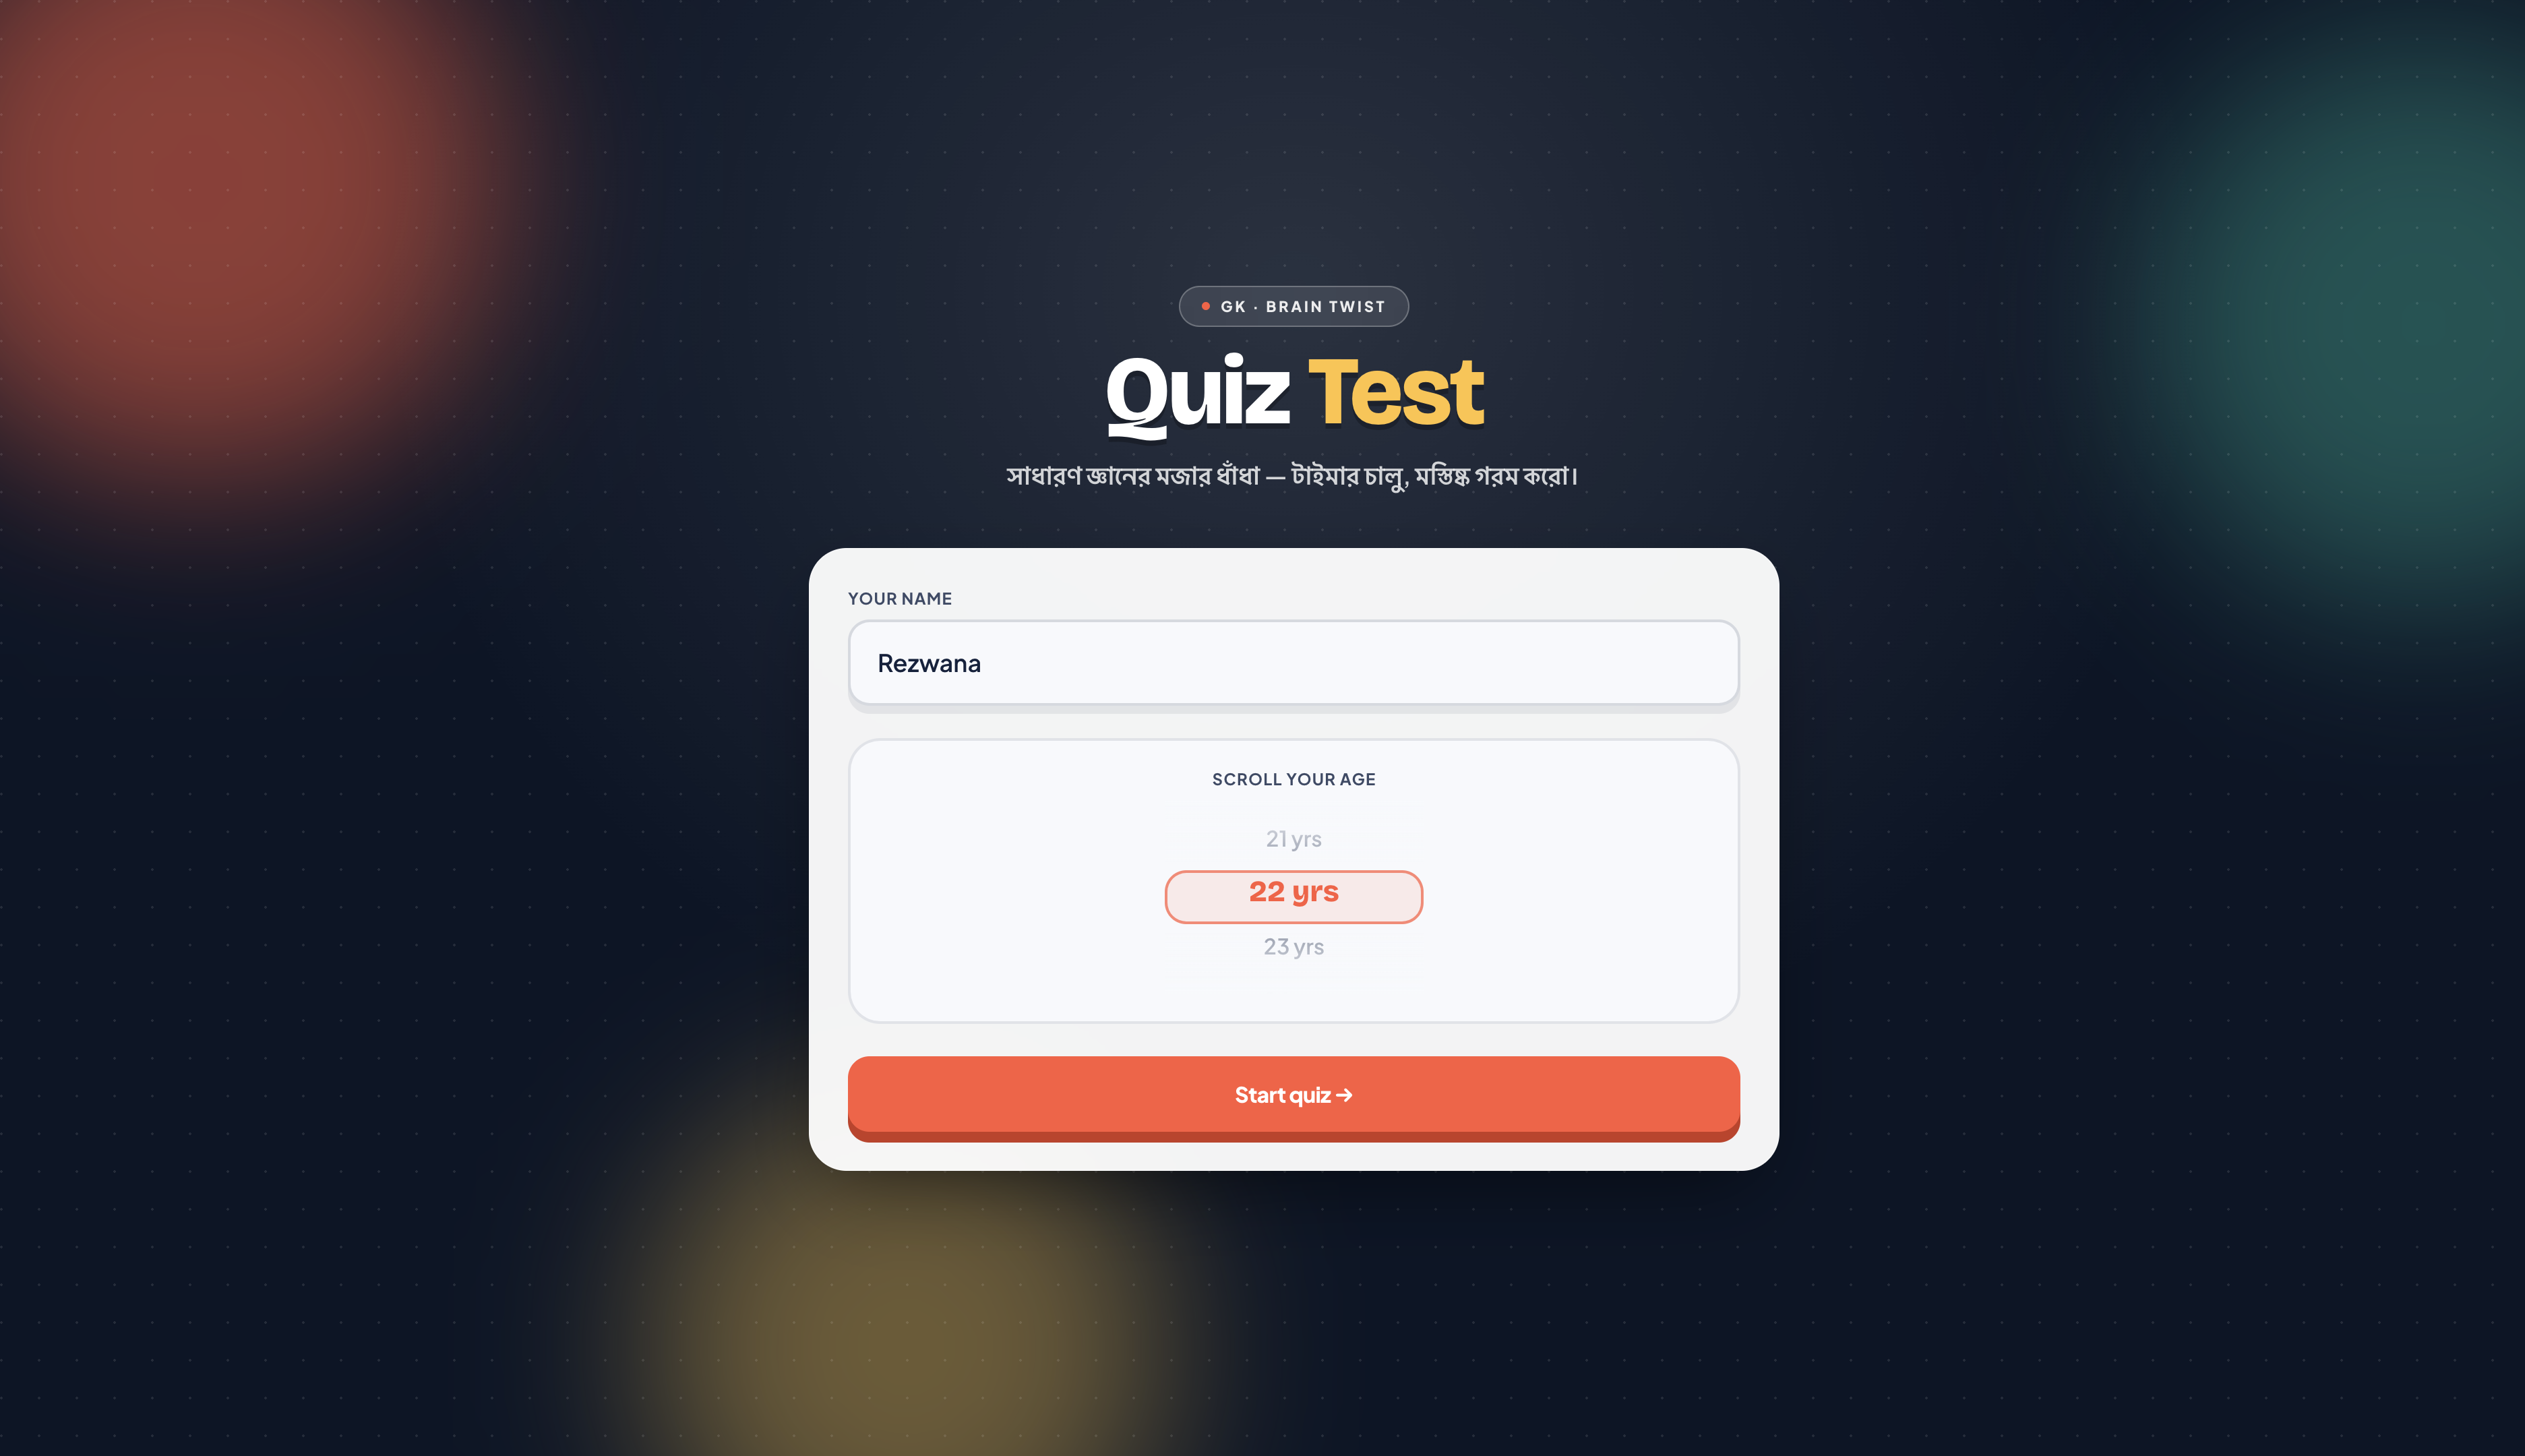 GK · BRAIN TWIST
Quiz Test
সাধারণ জ্ঞানের মজার ধাঁধা — টাইমার চালু, মস্তিষ্ক গরম করো।
YOUR NAME
Rezwana
SCROLL YOUR AGE
21 yrs
22 yrs
23 yrs
Start quiz →